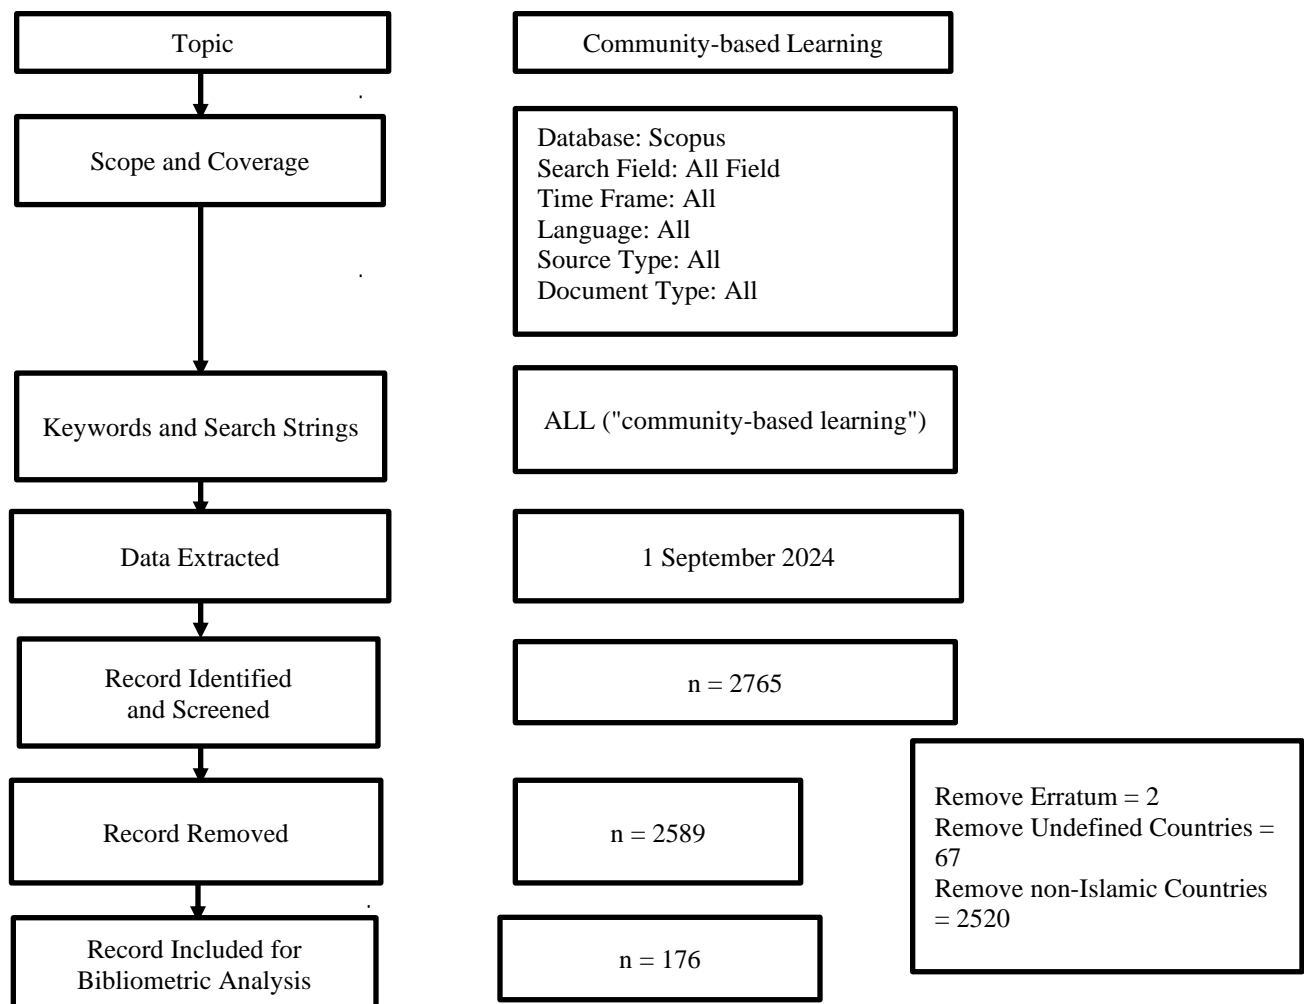 Topic
Community-based Learning
Scope and Coverage
Database: Scopus
Search Field: All Field
Time Frame: All
Language: All
Source Type: All
Document Type: All
Keywords and Search Strings
ALL ("community-based learning")
Data Extracted
1 September 2024
Record Identified
and Screened
n = 2765
Record Removed
n = 2589
Remove Erratum = 2
Remove Undefined Countries =
67
Remove non-Islamic Countries
= 2520
Record Included for
Bibliometric Analysis
n = 176